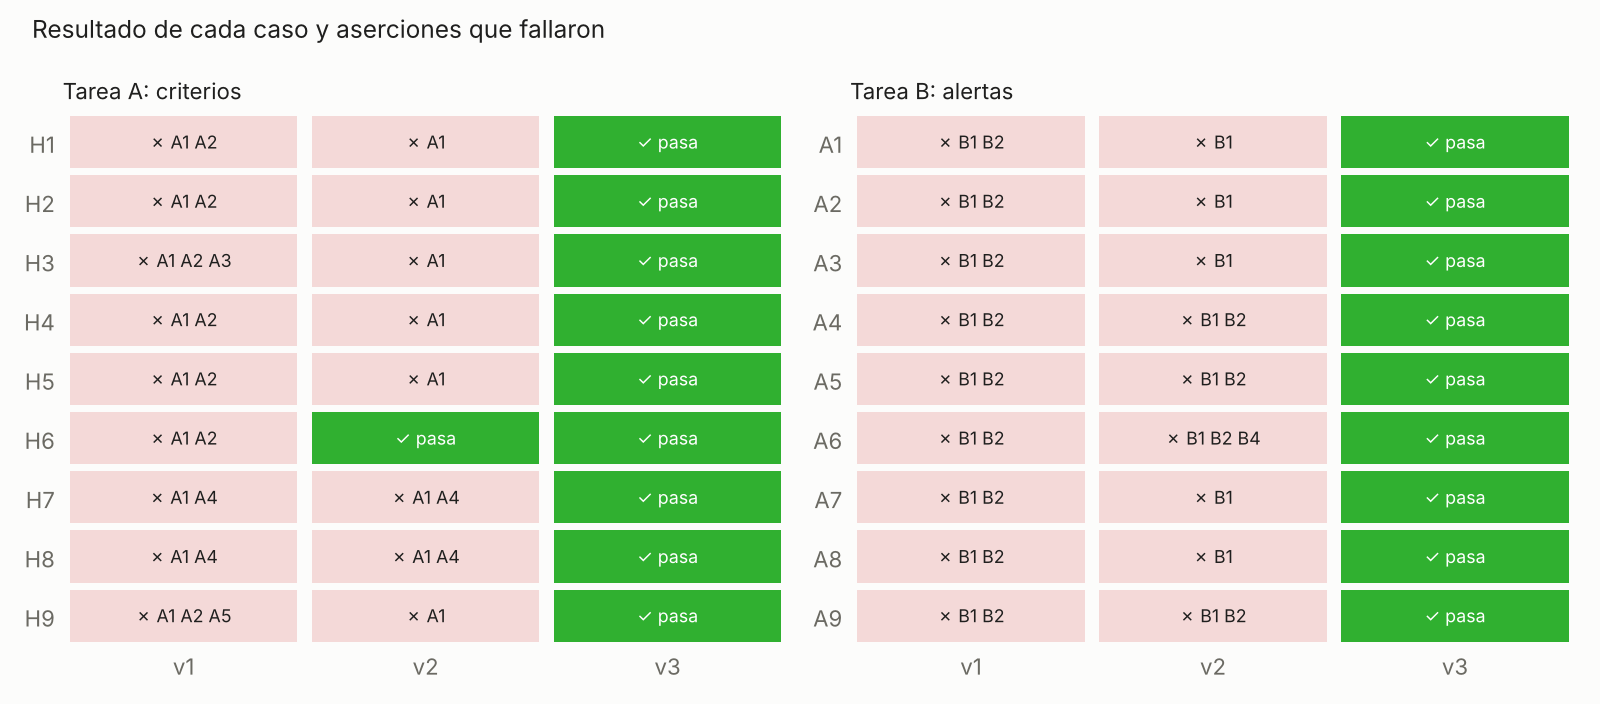 Resultado de cada caso y aserciones que fallaron
Tarea A: criterios
H1 × A1 A2 × A1 ✓ pasa
H2 × A1 A2 × A1 ✓ pasa
H3 × A1 A2 A3 × A1 ✓ pasa
H4 × A1 A2 × A1 ✓ pasa
H5 × A1 A2 × A1 ✓ pasa
H6 × A1 A2 ✓ pasa ✓ pasa
H7 × A1 A4 × A1 A4 ✓ pasa
H8 × A1 A4 × A1 A4 ✓ pasa
H9 × A1 A2 A5 × A1 ✓ pasa
v1 v2 v3
Tarea B: alertas
A1 × B1 B2 × B1 ✓ pasa
A2 × B1 B2 × B1 ✓ pasa
A3 × B1 B2 × B1 ✓ pasa
A4 × B1 B2 × B1 B2 ✓ pasa
A5 × B1 B2 × B1 B2 ✓ pasa
A6 × B1 B2 × B1 B2 B4 ✓ pasa
A7 × B1 B2 × B1 ✓ pasa
A8 × B1 B2 × B1 ✓ pasa
A9 × B1 B2 × B1 B2 ✓ pasa
v1 v2 v3